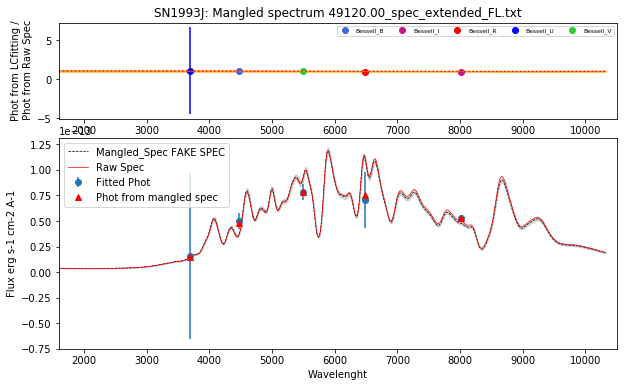 SN1993J: Mangled spectrum 49120.00_spec_extended_FL.txt
Phot from LCfitting /
Phot from Raw Spec
5
0
−5
Bessell_B
Bessell_I
Bessell_R
Bessell_U
Bessell_V
2000 3000 4000 5000 6000 7000 8000 9000 10000
Flux erg s-1 cm-2 A-1
1.25
1.00
0.75
0.50
0.25
0.00
−0.25
−0.50
−0.75
Mangled_Spec FAKE SPEC
Raw Spec
Fitted Phot
Phot from mangled spec
2000 3000 4000 5000 6000 7000 8000 9000 10000
Wavelenght